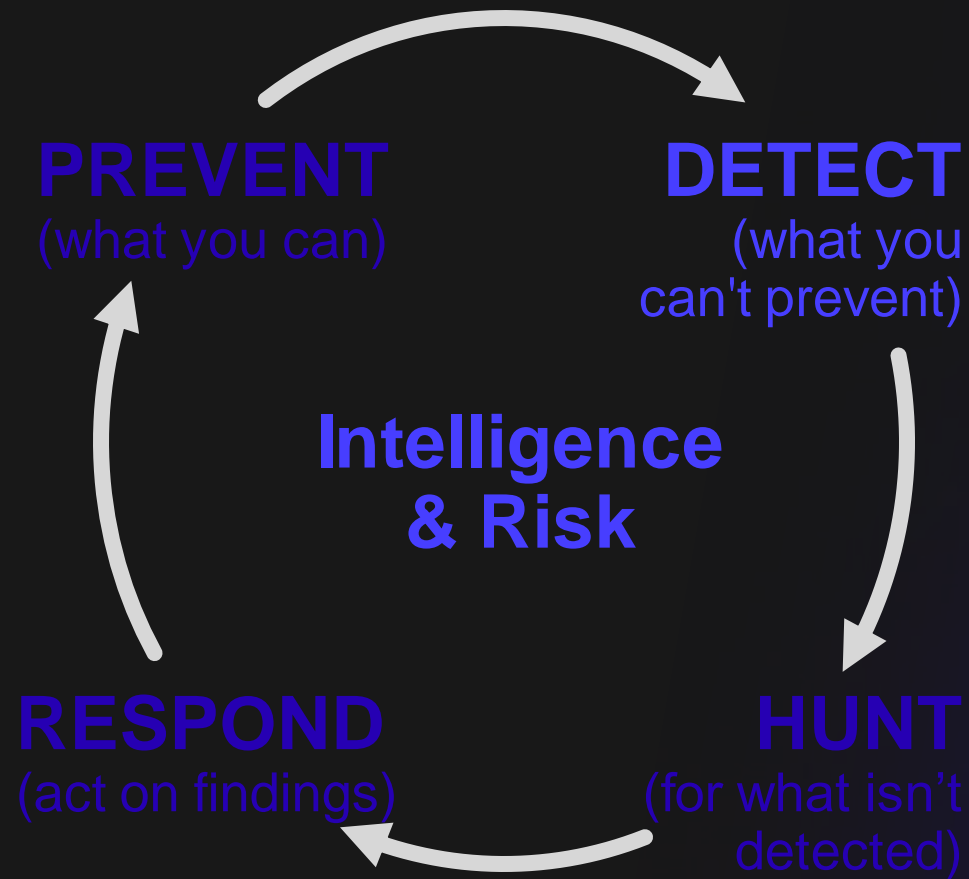 PREVENT
(what you can)
DETECT
(what you
can't prevent)
Intelligence
& Risk
RESPOND
(act on findings)
HUNT
(for what isn’t
detected)